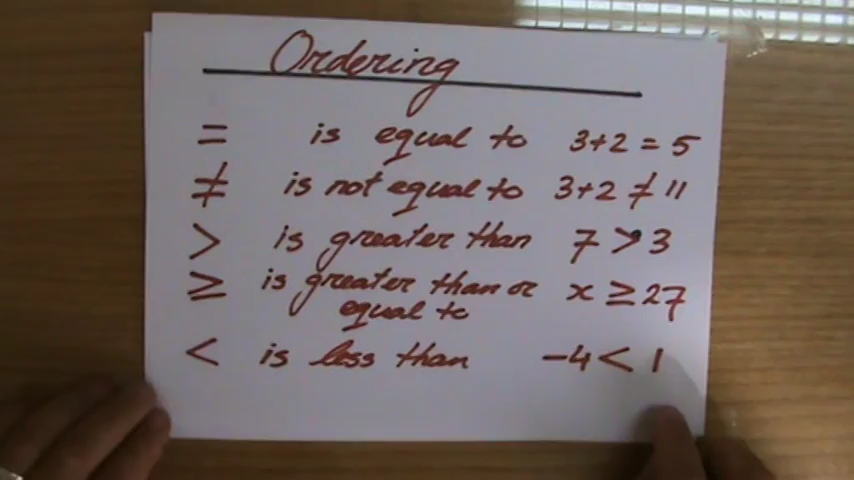 Ordering
= is equal to 3+2 = 5
≠ is not equal to 3+2 ≠ 11
> is greater than 7 > 3
≥ is greater than or x ≥ 27
equal to
< is less than -4 < 1